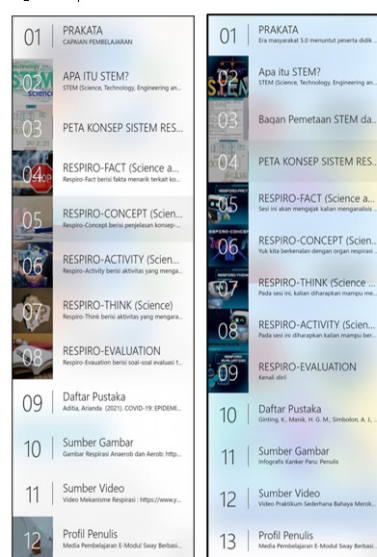 01 PRAKATA
CAPAIAN PEMBELAJARAN
02 APA ITU STEM?
STEM (Science, Technology, Engineering an...
03 PETA KONSEP SISTEM RES...
04 RESPIRO-FACT (Science a...
Respiro-Fact berisi fakta menarik terkait ko...
05 RESPIRO-CONCEPT (Scien...
Respiro-Concept berisi penjelasan konsep-...
06 RESPIRO-ACTIVITY (Scien...
Respiro-Activity berisi aktivitas yang menga...
07 RESPIRO-THINK (Science)
Respiro-Think berisi aktivitas yang mengara...
08 RESPIRO-EVALUATION
Respiro-Evauation berisi soal-soal evaluasi t...
09 Daftar Pustaka
Aditia, Arianda (2021). COVID-19: EPIDEMI...
10 Sumber Gambar
Gambar Respirasi Anaerob dan Aerob: http...
11 Sumber Video
Video Mekanisme Respirasi : https://www.y...
12 Profil Penulis
Media Pembelajaran E-Modul Sway Berbasi...
01 PRAKATA
Era masyarakat 5.0 menuntut peserta didik ...
02 Apa itu STEM?
STEM (Science, Technology, Engineering an...
03 Bagan Pemetaan STEM da...
04 PETA KONSEP SISTEM RES...
05 RESPIRO-FACT (Science a...
Sesi ini akan mengajak kalian menganalisis ...
06 RESPIRO-CONCEPT (Scien...
Yuk kita berkenalan dengan organ respirasi ...
07 RESPIRO-THINK (Science ...
Pada sesi ini, kalian diharapkan mampu me...
08 RESPIRO-ACTIVITY (Scien...
Pada sesi ini diharapkan kalian mampu ber...
09 RESPIRO-EVALUATION
Kenali diri!
10 Daftar Pustaka
Ginting, K., Manik, H. G. M., Simbolon, A. J., ...
11 Sumber Gambar
Infografis Kanker Paru: Penulis
12 Sumber Video
Video Praktikum Sederhana Bahaya Merok...
13 Profil Penulis
Media Pembelajaran E-Modul Sway Berbasi...